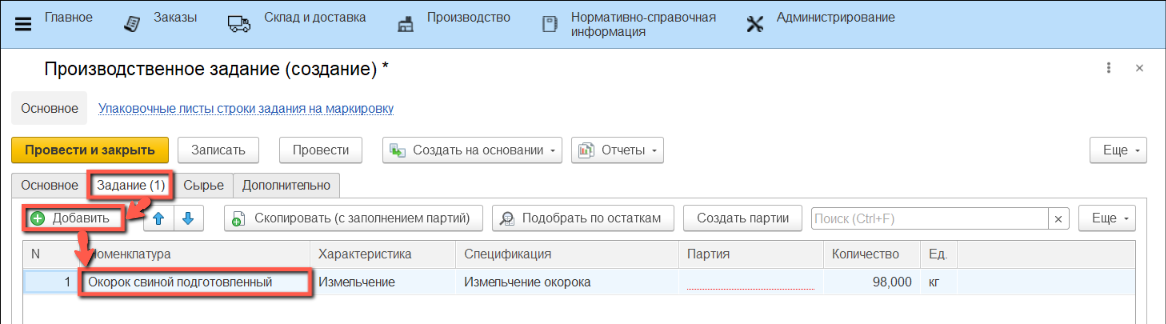 Главное Заказы Склад и доставка Производство Нормативно-справочная информация Администрирование
Производственное задание (создание) *
Основное Упаковочные листы строки задания на маркировку
Провести и закрыть Записать Провести Создать на основании Отчеты Еще
Основное Задание (1) Сырье Дополнительно
Добавить Скопировать (с заполнением партий) Подобрать по остаткам Создать партии Поиск (Ctrl+F) × Еще
N Номенклатура Характеристика Спецификация Партия Количество Ед.
1 Окорок свиной подготовленный Измельчение Измельчение окорока 98,000 кг